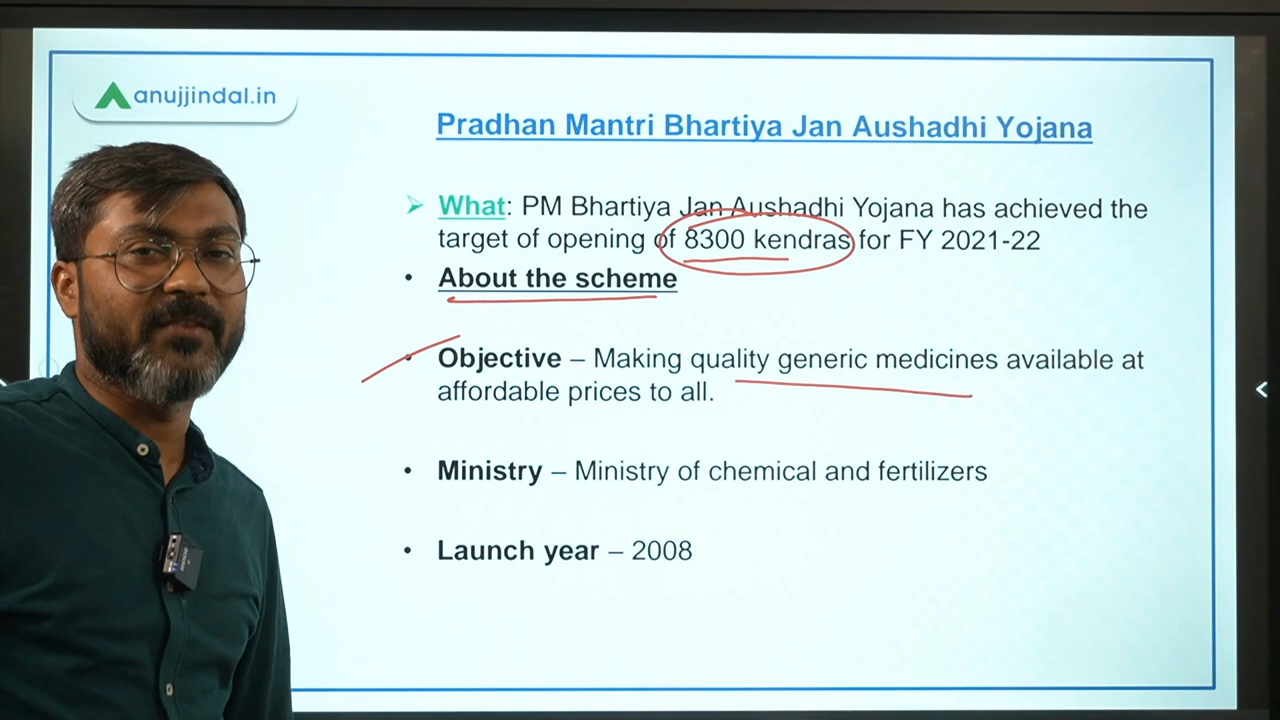 anujjindal.in
Pradhan Mantri Bhartiya Jan Aushadhi Yojana
➢ What: PM Bhartiya Jan Aushadhi Yojana has achieved the
target of opening of 8300 kendras for FY 2021-22
• About the scheme
• Objective – Making quality generic medicines available at
affordable prices to all.
• Ministry – Ministry of chemical and fertilizers
• Launch year – 2008